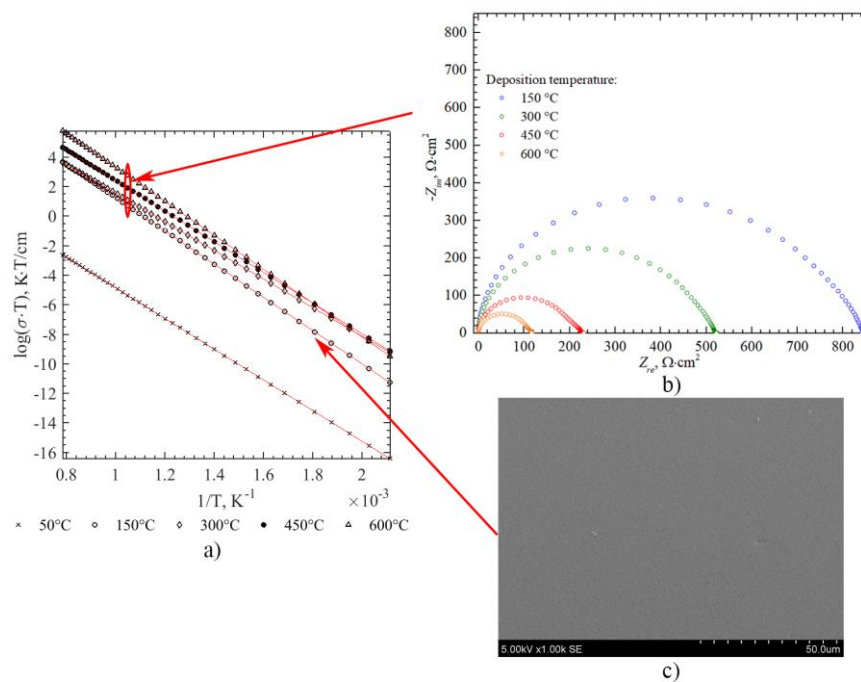 4
2
0
-2
-4
-6
-8
-10
-12
-14
-16
log(σ·T), K·T/cm
0.8 1 1.2 1.4 1.6 1.8 2
1/T, K⁻¹ ×10⁻³
× 50°C ○ 150°C ◊ 300°C ● 450°C △ 600°C
a)
800
700
600
500
400
300
200
100
0
-Z_im, Ω·cm²
Deposition temperature:
150 °C
300 °C
450 °C
600 °C
0 100 200 300 400 500 600 700 800
Z_re, Ω·cm²
b)
5.00kV x1.00k SE 50.0um
c)